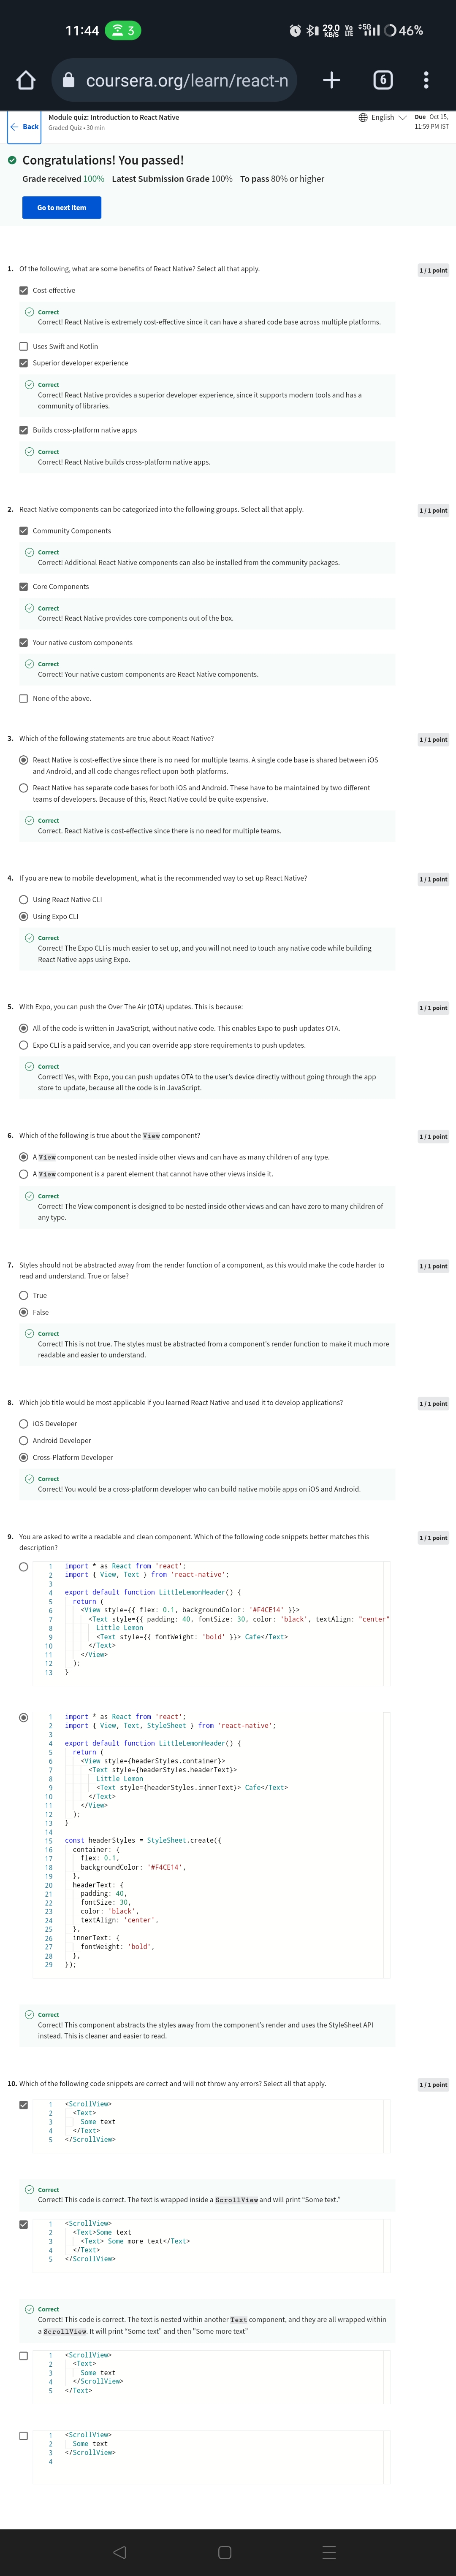 11:44 3 29.0 KB/S Vo LTE 5G 46%
coursera.org/learn/react-n 6
Back
Module quiz: Introduction to React Native
Graded Quiz • 30 min
English
Due Oct 15, 11:59 PM IST
Congratulations! You passed!
Grade received 100% Latest Submission Grade 100% To pass 80% or higher
Go to next item
1. Of the following, what are some benefits of React Native? Select all that apply.
1 / 1 point
Cost-effective
Correct
Correct! React Native is extremely cost-effective since it can have a shared code base across multiple platforms.
Uses Swift and Kotlin
Superior developer experience
Correct
Correct! React Native provides a superior developer experience, since it supports modern tools and has a
community of libraries.
Builds cross-platform native apps
Correct
Correct! React Native builds cross-platform native apps.
2. React Native components can be categorized into the following groups. Select all that apply.
1 / 1 point
Community Components
Correct
Correct! Additional React Native components can also be installed from the community packages.
Core Components
Correct
Correct! React Native provides core components out of the box.
Your native custom components
Correct
Correct! Your native custom components are React Native components.
None of the above.
3. Which of the following statements are true about React Native?
1 / 1 point
React Native is cost-effective since there is no need for multiple teams. A single code base is shared between iOS
and Android, and all code changes reflect upon both platforms.
React Native has separate code bases for both iOS and Android. These have to be maintained by two different
teams of developers. Because of this, React Native could be quite expensive.
Correct
Correct. React Native is cost-effective since there is no need for multiple teams.
4. If you are new to mobile development, what is the recommended way to set up React Native?
1 / 1 point
Using React Native CLI
Using Expo CLI
Correct
Correct! The Expo CLI is much easier to set up, and you will not need to touch any native code while building
React Native apps using Expo.
5. With Expo, you can push the Over The Air (OTA) updates. This is because:
1 / 1 point
All of the code is written in JavaScript, without native code. This enables Expo to push updates OTA.
Expo CLI is a paid service, and you can override app store requirements to push updates.
Correct
Correct! Yes, with Expo, you can push updates OTA to the user's device directly without going through the app
store to update, because all the code is in JavaScript.
6. Which of the following is true about the View component?
1 / 1 point
A View component can be nested inside other views and can have as many children of any type.
A View component is a parent element that cannot have other views inside it.
Correct
Correct! The View component is designed to be nested inside other views and can have zero to many children of
any type.
7. Styles should not be abstracted away from the render function of a component, as this would make the code harder to
read and understand. True or false?
1 / 1 point
True
False
Correct
Correct! This is not true. The styles must be abstracted from a component's render function to make it much more
readable and easier to understand.
8. Which job title would be most applicable if you learned React Native and used it to develop applications?
1 / 1 point
iOS Developer
Android Developer
Cross-Platform Developer
Correct
Correct! You would be a cross-platform developer who can build native mobile apps on iOS and Android.
9. You are asked to write a readable and clean component. Which of the following code snippets better matches this
description?
1 / 1 point
1 import * as React from 'react';
2 import { View, Text } from 'react-native';
3
4 export default function LittleLemonHeader() {
5 return (
6 <View style={{ flex: 0.1, backgroundColor: '#F4CE14' }}>
7 <Text style={{ padding: 40, fontSize: 30, color: 'black', textAlign: "center"
8 Little Lemon
9 <Text style={{ fontWeight: 'bold' }}> Cafe</Text>
10 </Text>
11 </View>
12 );
13 }
1 import * as React from 'react';
2 import { View, Text, StyleSheet } from 'react-native';
3
4 export default function LittleLemonHeader() {
5 return (
6 <View style={headerStyles.container}>
7 <Text style={headerStyles.headerText}>
8 Little Lemon
9 <Text style={headerStyles.innerText}> Cafe</Text>
10 </Text>
11 </View>
12 );
13 }
14
15 const headerStyles = StyleSheet.create({
16 container: {
17 flex: 0.1,
18 backgroundColor: '#F4CE14',
19 },
20 headerText: {
21 padding: 40,
22 fontSize: 30,
23 color: 'black',
24 textAlign: 'center',
25 },
26 innerText: {
27 fontWeight: 'bold',
28 },
29 });
Correct
Correct! This component abstracts the styles away from the component's render and uses the StyleSheet API
instead. This is cleaner and easier to read.
10. Which of the following code snippets are correct and will not throw any errors? Select all that apply.
1 / 1 point
1 <ScrollView>
2 <Text>
3 Some text
4 </Text>
5 </ScrollView>
Correct
Correct! This code is correct. The text is wrapped inside a ScrollView and will print “Some text.”
1 <ScrollView>
2 <Text>Some text
3 <Text> Some more text</Text>
4 </Text>
5 </ScrollView>
Correct
Correct! This code is correct. The text is nested within another Text component, and they are all wrapped within
a ScrollView. It will print “Some text” and then "Some more text"
1 <ScrollView>
2 <Text>
3 Some text
4 </ScrollView>
5 </Text>
1 <ScrollView>
2 Some text
3 </ScrollView>
4